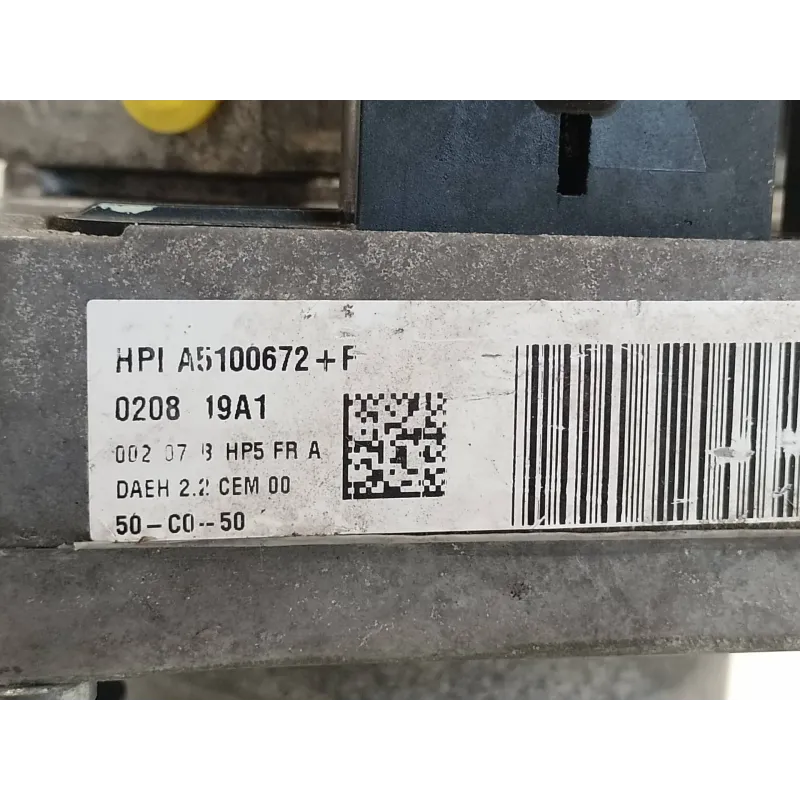 HPI A5100672+F
0208 19A1
002 07 HP5 FR A
DAEH 2.2 CEM 00
50-C0--50